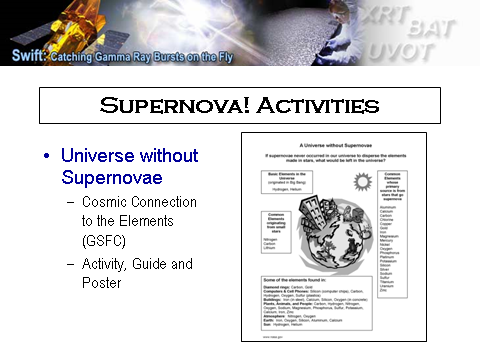 XRT
BAT
UVOT
Swift: Catching Gamma Ray Bursts on the Fly
Supernova! Activities
• Universe without
Supernovae
– Cosmic Connection
to the Elements
(GSFC)
– Activity, Guide and
Poster
A Universe without Supernovae
If supernovae never occurred in our universe to disperse the elements
made in stars, what would be left in the universe?
Basic Elements in the
Universe
(originated in Big Bang)
Hydrogen, Helium
Common
Elements
originating
from small
stars
Nitrogen
Carbon
Lithium
Common
Elements
whose
primary
source is from
stars that go
supernova
Aluminum
Calcium
Carbon
Chlorine
Copper
Gold
Iron
Magnesium
Mercury
Nickel
Oxygen
Phosphorus
Platinum
Potassium
Silicon
Silver
Sodium
Sulfur
Titanium
Uranium
Zinc
Some of the elements found in:
Diamond rings: Carbon, Gold
Computers & Cell Phones: Silicon (computer chips), Carbon,
Hydrogen, Oxygen, Sulfur (plastics)
Buildings: Iron (in steel), Calcium, Silicon, Oxygen (in concrete)
Plants, Animals, and People: Carbon, Hydrogen, Nitrogen,
Oxygen, Sodium, Magnesium, Phosphorus, Sulfur, Potassium,
Calcium, Iron, Zinc
Atmosphere: Nitrogen, Oxygen
Earth: Iron, Oxygen, Silicon, Aluminum, Calcium
Sun: Hydrogen, Helium